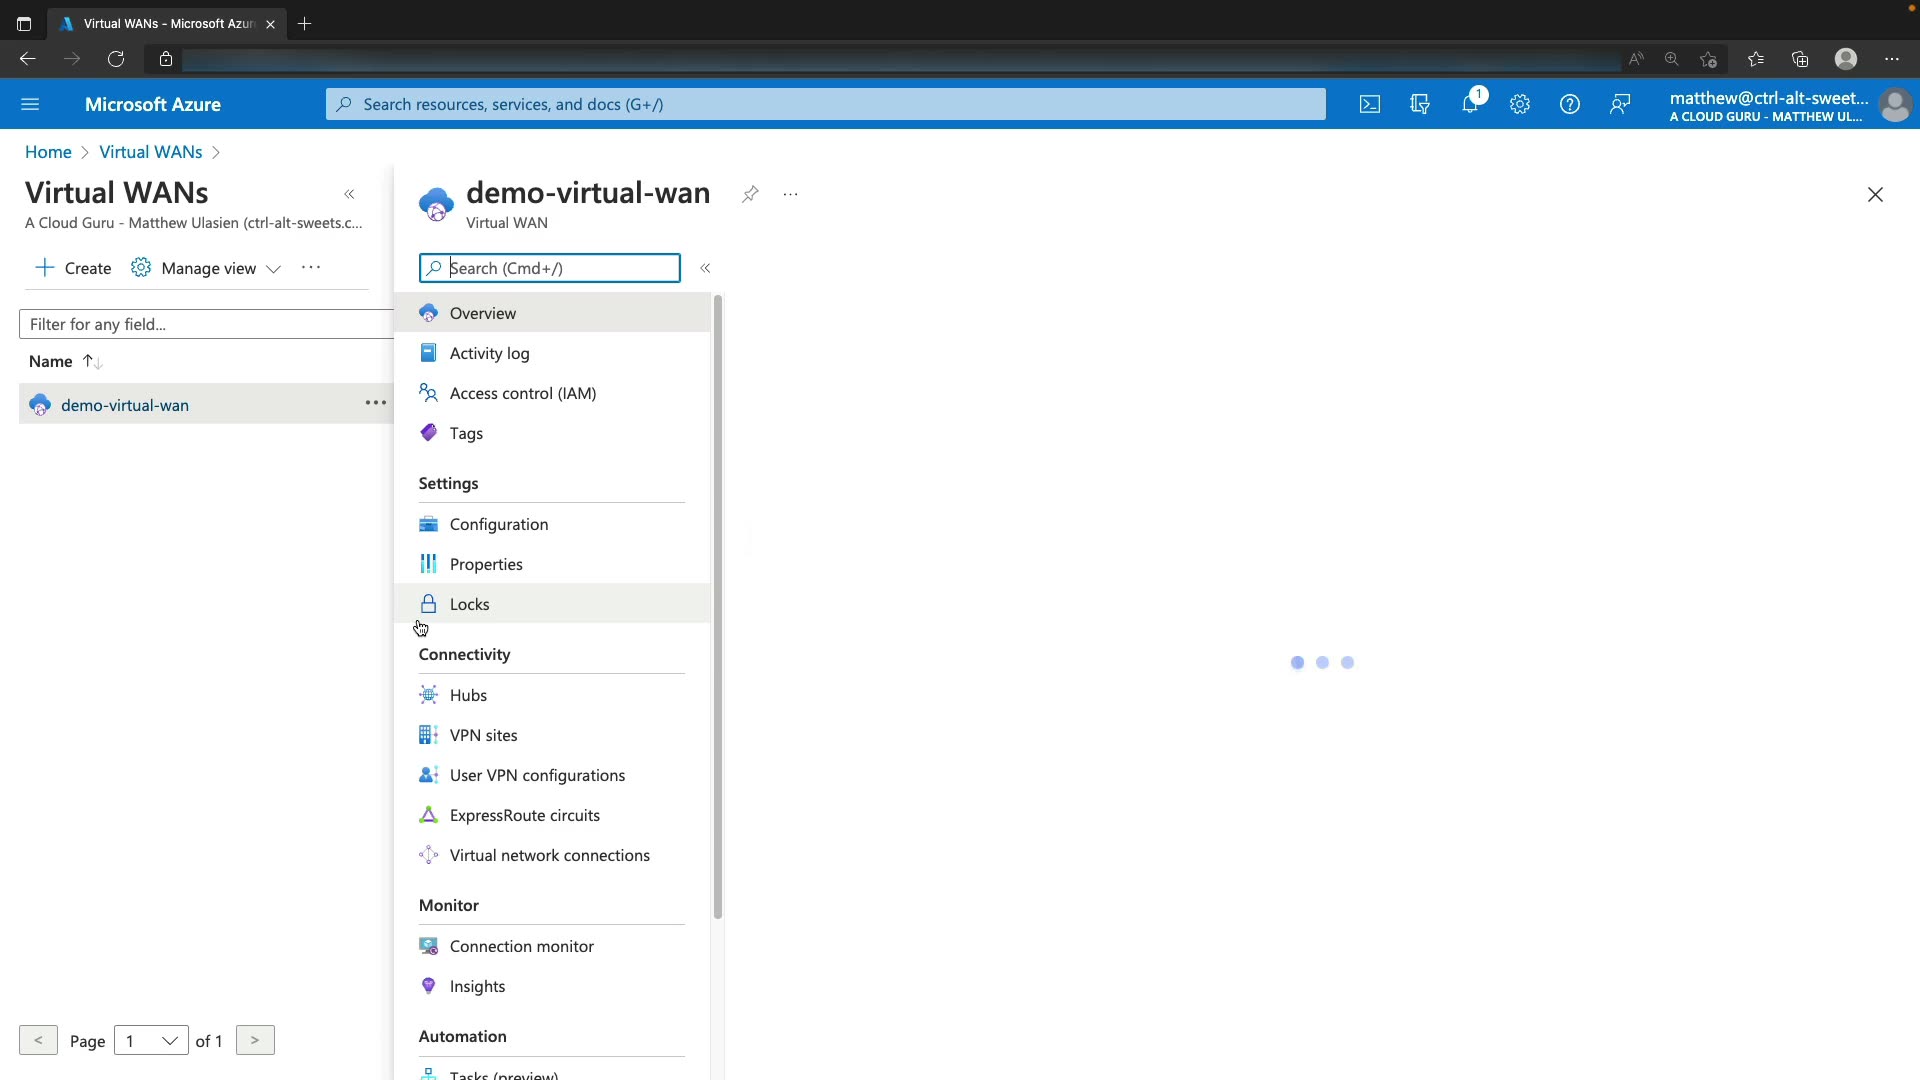 Virtual WANs - Microsoft Azur
Microsoft Azure
Search resources, services, and docs (G+/)
1
matthew@ctrl-alt-sweet...
A CLOUD GURU - MATTHEW UL...
Home > Virtual WANs >
Virtual WANs
A Cloud Guru - Matthew Ulasien (ctrl-alt-sweets.c...
Create
Manage view
Filter for any field...
Name
demo-virtual-wan
< Page 1 of 1 >
demo-virtual-wan
Virtual WAN
Search (Cmd+/)
Overview
Activity log
Access control (IAM)
Tags
Settings
Configuration
Properties
Locks
Connectivity
Hubs
VPN sites
User VPN configurations
ExpressRoute circuits
Virtual network connections
Monitor
Connection monitor
Insights
Automation
Tasks (preview)